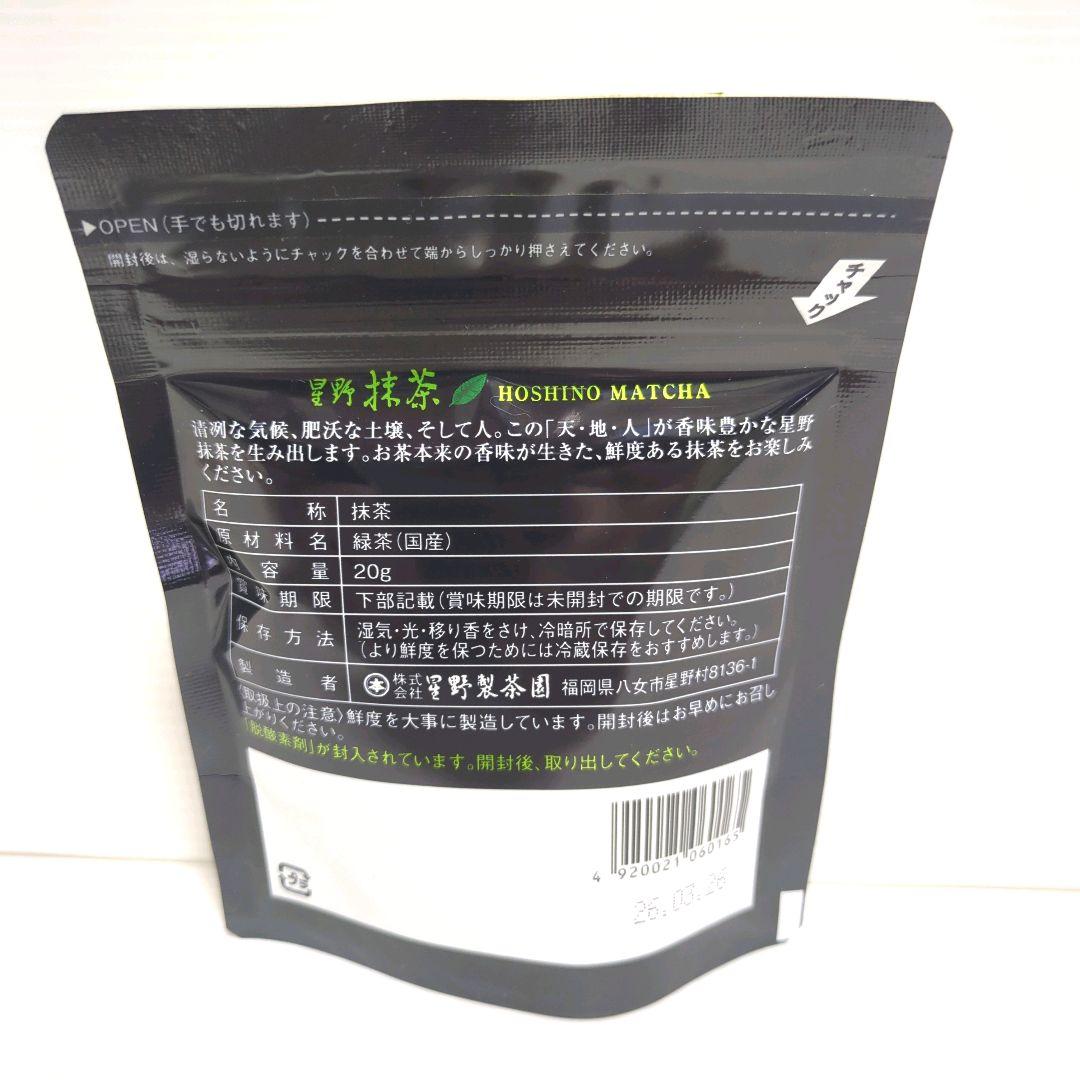 ▶OPEN（手でも切れます）
開封後は、湿らないようにチャックを合わせて端からしっかり押さえてください。
チャック
星野 抹茶 HOSHINO MATCHA
清冽な気候、肥沃な土壌、そして人。この「天・地・人」が香味豊かな星野
抹茶を生み出します。お茶本来の香味が生きた、鮮度ある抹茶をお楽しみ
ください。
名称 抹茶
原材料名 緑茶（国産）
内容量 20g
賞味期限 下部記載（賞味期限は未開封での期限です。）
保存方法 湿気・光・移り香をさけ、冷暗所で保存してください。
（より鮮度を保つためには冷蔵保存をおすすめします。）
製造者 本 株式会社 星野製茶園 福岡県八女市星野村8136-1
〈取扱上の注意〉鮮度を大事に製造しています。開封後はお早めにお召し
上がりください。
「脱酸素剤」が封入されています。開封後、取り出してください。
4 920021 060165
プラ
26.03.26